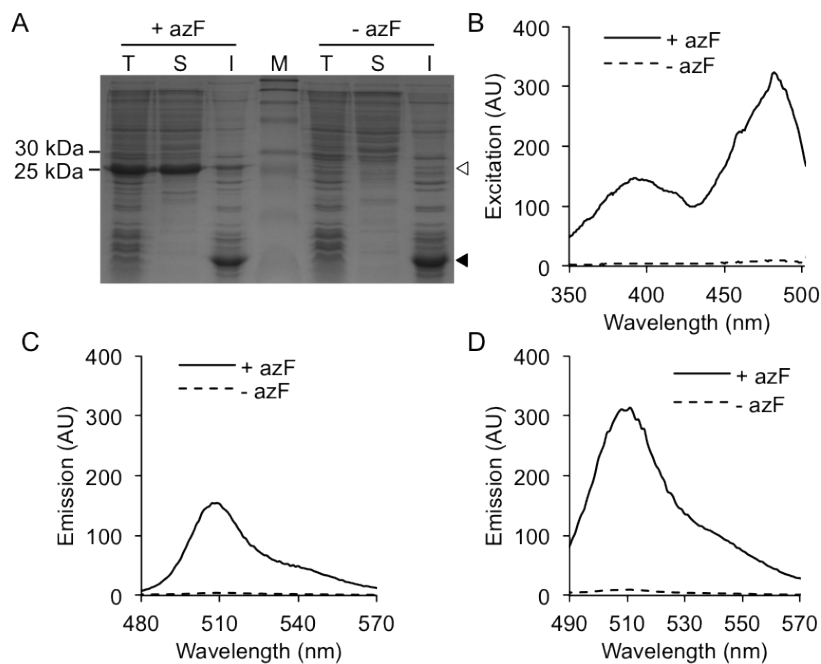 A
+ azF
- azF
T S I M T S I
30 kDa
25 kDa
B
400
300
200
100
0
Excitation (AU)
+ azF
- azF
350 400 450 500
Wavelength (nm)
C
400
300
200
100
0
Emission (AU)
+ azF
- azF
480 510 540 570
Wavelength (nm)
D
400
300
200
100
0
Emission (AU)
+ azF
- azF
490 510 530 550 570
Wavelength (nm)